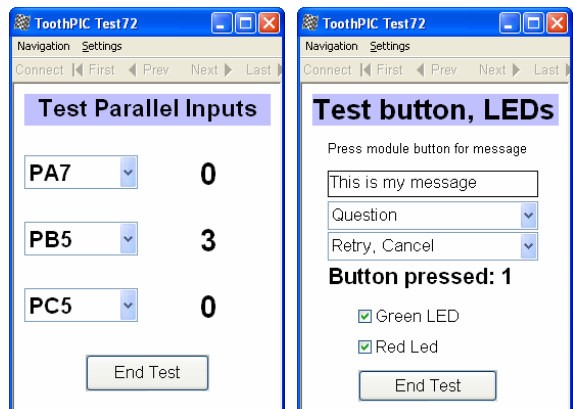 ToothPIC Test72
Navigation Settings
Connect First Prev Next Last
Test Parallel Inputs
PA7 0
PB5 3
PC5 0
End Test
ToothPIC Test72
Navigation Settings
Connect First Prev Next Last
Test button, LEDs
Press module button for message
This is my message
Question
Retry, Cancel
Button pressed: 1
Green LED
Red Led
End Test